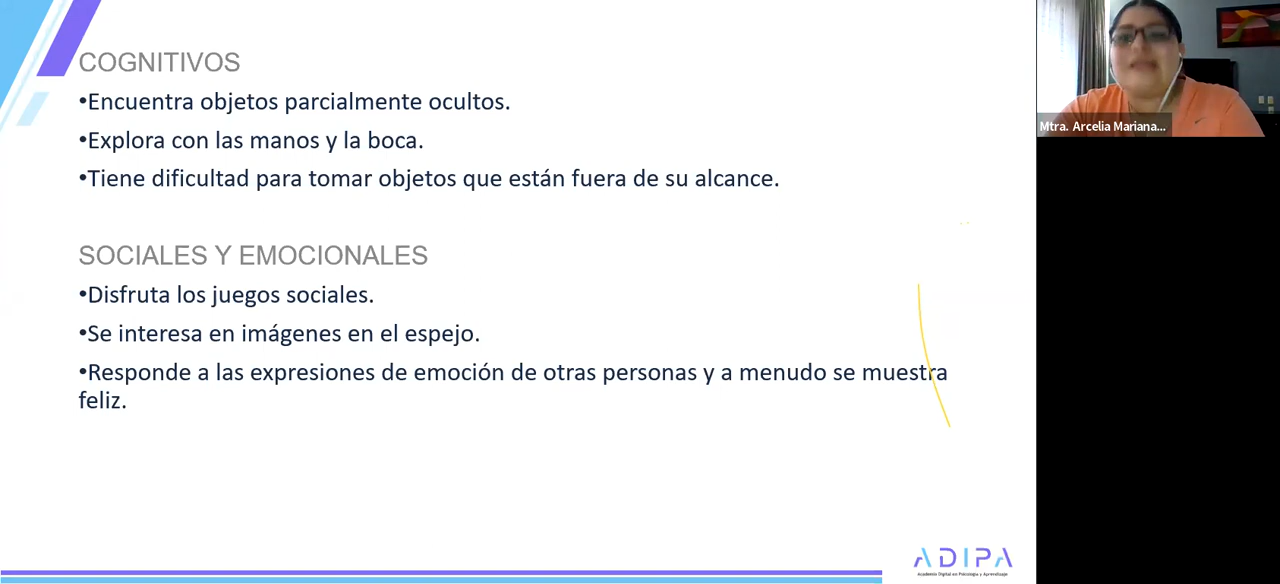 COGNITIVOS
•Encuentra objetos parcialmente ocultos.
•Explora con las manos y la boca.
•Tiene dificultad para tomar objetos que están fuera de su alcance.
SOCIALES Y EMOCIONALES
•Disfruta los juegos sociales.
•Se interesa en imágenes en el espejo.
•Responde a las expresiones de emoción de otras personas y a menudo se muestra
feliz.
Mtra. Arcelia Mariana...
ADIPA
Academia Digital en Psicología y Aprendizaje